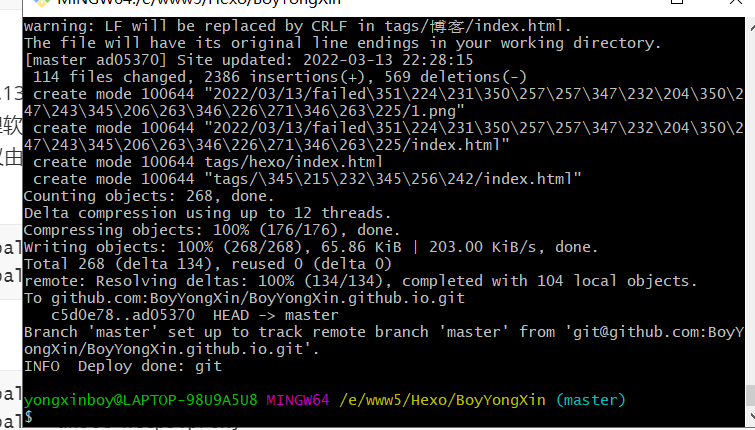 MINGW64:/e/www5/Hexo/BoyYongXin
warning: LF will be replaced by CRLF in tags/博客/index.html.
The file will have its original line endings in your working directory.
[master ad05370] Site updated: 2022-03-13 22:28:15
 114 files changed, 2386 insertions(+), 569 deletions(-)
 create mode 100644 "2022/03/13/failed\351\224\231\350\257\257\347\232\204\350\2
47\243\345\206\263\346\226\271\346\263\225/1.png"
 create mode 100644 "2022/03/13/failed\351\224\231\350\257\257\347\232\204\350\2
47\243\345\206\263\346\226\271\346\263\225/index.html"
 create mode 100644 tags/hexo/index.html
 create mode 100644 "tags/\345\215\232\345\256\242/index.html"
Counting objects: 268, done.
Delta compression using up to 12 threads.
Compressing objects: 100% (176/176), done.
Writing objects: 100% (268/268), 65.86 KiB | 203.00 KiB/s, done.
Total 268 (delta 134), reused 0 (delta 0)
remote: Resolving deltas: 100% (134/134), completed with 104 local objects.
To github.com:BoyYongXin/BoyYongXin.github.io.git
   c5d0e78..ad05370  HEAD -> master
Branch 'master' set up to track remote branch 'master' from 'git@github.com:BoyY
ongXin/BoyYongXin.github.io.git'.
INFO  Deploy done: git
yongxinboy@LAPTOP-98U9A5U8 MINGW64 /e/www5/Hexo/BoyYongXin (master)
$